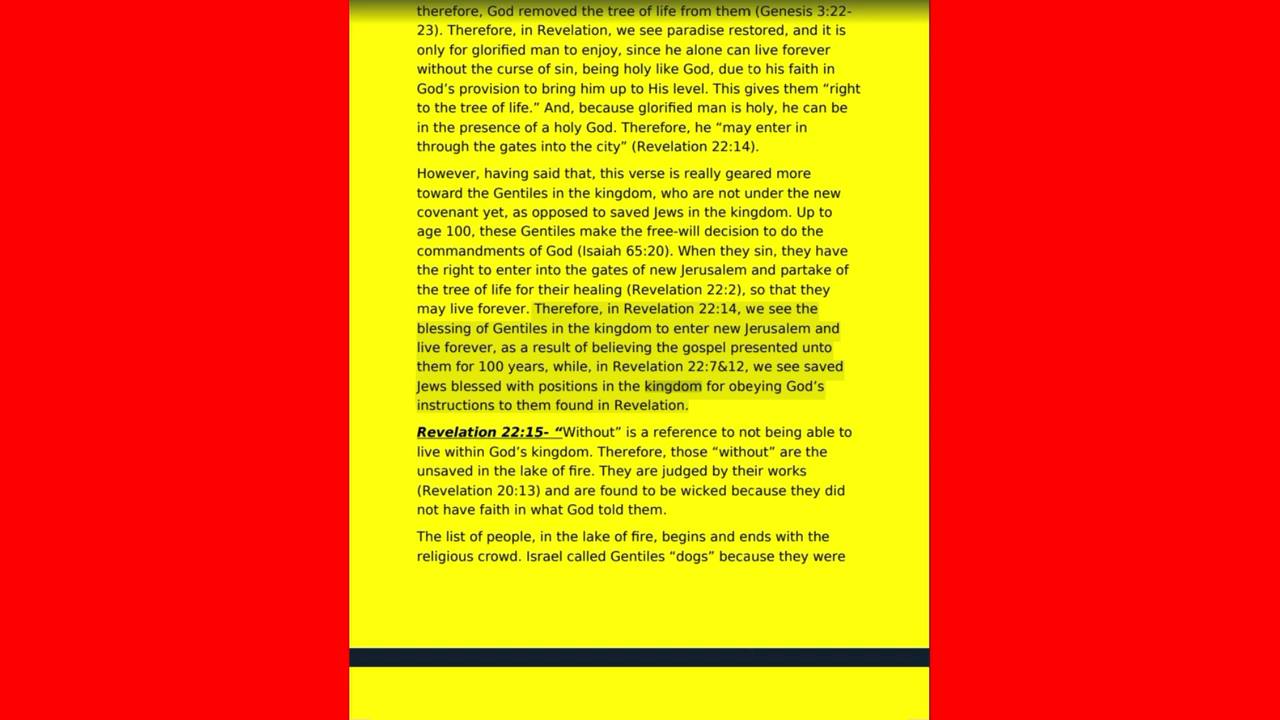 therefore, God removed the tree of life from them (Genesis 3:22-
23). Therefore, in Revelation, we see paradise restored, and it is
only for glorified man to enjoy, since he alone can live forever
without the curse of sin, being holy like God, due to his faith in
God’s provision to bring him up to His level. This gives them “right
to the tree of life.” And, because glorified man is holy, he can be
in the presence of a holy God. Therefore, he “may enter in
through the gates into the city” (Revelation 22:14).
However, having said that, this verse is really geared more
toward the Gentiles in the kingdom, who are not under the new
covenant yet, as opposed to saved Jews in the kingdom. Up to
age 100, these Gentiles make the free-will decision to do the
commandments of God (Isaiah 65:20). When they sin, they have
the right to enter into the gates of new Jerusalem and partake of
the tree of life for their healing (Revelation 22:2), so that they
may live forever. Therefore, in Revelation 22:14, we see the
blessing of Gentiles in the kingdom to enter new Jerusalem and
live forever, as a result of believing the gospel presented unto
them for 100 years, while, in Revelation 22:7&12, we see saved
Jews blessed with positions in the kingdom for obeying God’s
instructions to them found in Revelation.
Revelation 22:15- “Without” is a reference to not being able to
live within God’s kingdom. Therefore, those “without” are the
unsaved in the lake of fire. They are judged by their works
(Revelation 20:13) and are found to be wicked because they did
not have faith in what God told them.
The list of people, in the lake of fire, begins and ends with the
religious crowd. Israel called Gentiles “dogs” because they were